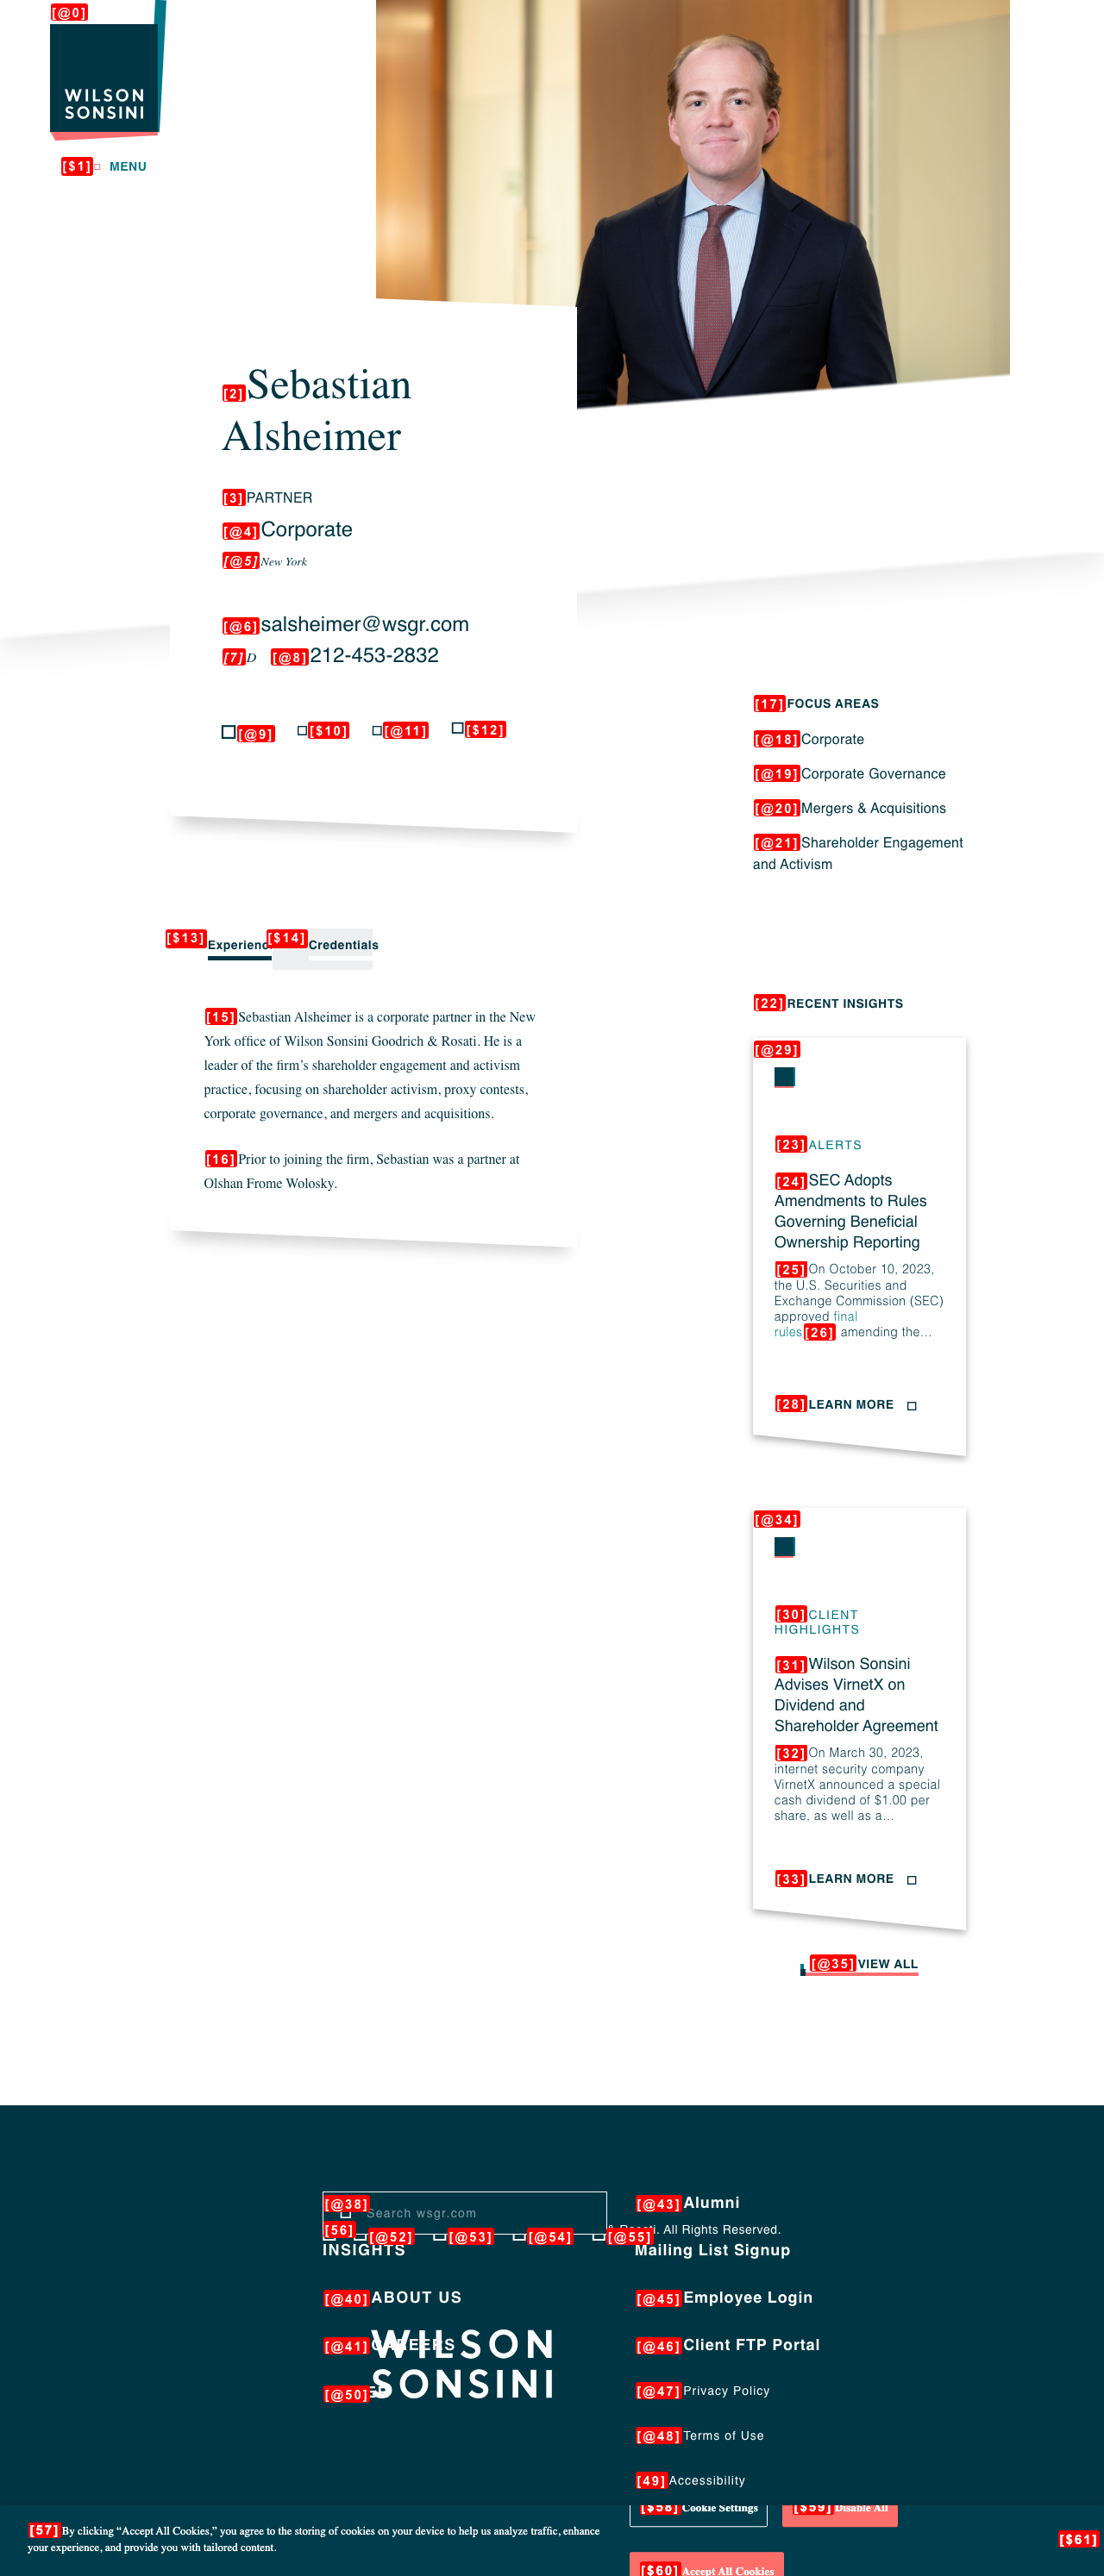 [@0]
WILSON
SONSINI
[$1] MENU
[2]Sebastian
Alsheimer
[3]PARTNER
[@4]Corporate
[@5]New York
[@6]salsheimer@wsgr.com
[7]D [@8]212-453-2832
[@9] [$10] [@11] [$12]
[17]FOCUS AREAS
[@18]Corporate
[@19]Corporate Governance
[@20]Mergers & Acquisitions
[@21]Shareholder Engagement
and Activism
[$13] [$14]Credentials
[15]Sebastian Alsheimer is a corporate partner in the New
York office of Wilson Sonsini Goodrich & Rosati. He is a
leader of the firm’s shareholder engagement and activism
practice, focusing on shareholder activism, proxy contests,
corporate governance, and mergers and acquisitions.
[16]Prior to joining the firm, Sebastian was a partner at
Olshan Frome Wolosky.
[22]RECENT INSIGHTS
[@29]
[23]ALERTS
[24]SEC Adopts
Amendments to Rules
Governing Beneficial
Ownership Reporting
[25]On October 10, 2023,
the U.S. Securities and
Exchange Commission (SEC)
approved final
rules[26] amending the...
[28]LEARN MORE
[@34]
[30]CLIENT
HIGHLIGHTS
[31]Wilson Sonsini
Advises VirnetX on
Dividend and
Shareholder Agreement
[32]On March 30, 2023,
internet security company
VirnetX announced a special
cash dividend of $1.00 per
share, as well as a...
[33]LEARN MORE
[@35]VIEW ALL
[@38] Search wsgr.com
[@43]Alumni
[56] [@52] [@53] [@54] [@55] All Rights Reserved.
INSIGHTS
Mailing List Signup
[@40]ABOUT US
[@45]Employee Login
[@41]CAREERS
[@46]Client FTP Portal
WILSON
SONSINI
[@50]
[@47]Privacy Policy
[@48]Terms of Use
[49]Accessibility
[$58]Cookie Settings [$59]Disable All
[57]By clicking “Accept All Cookies,” you agree to the storing of cookies on your device to help us analyze traffic, enhance
your experience, and provide you with tailored content.
[$61]
[$60]Accept All Cookies